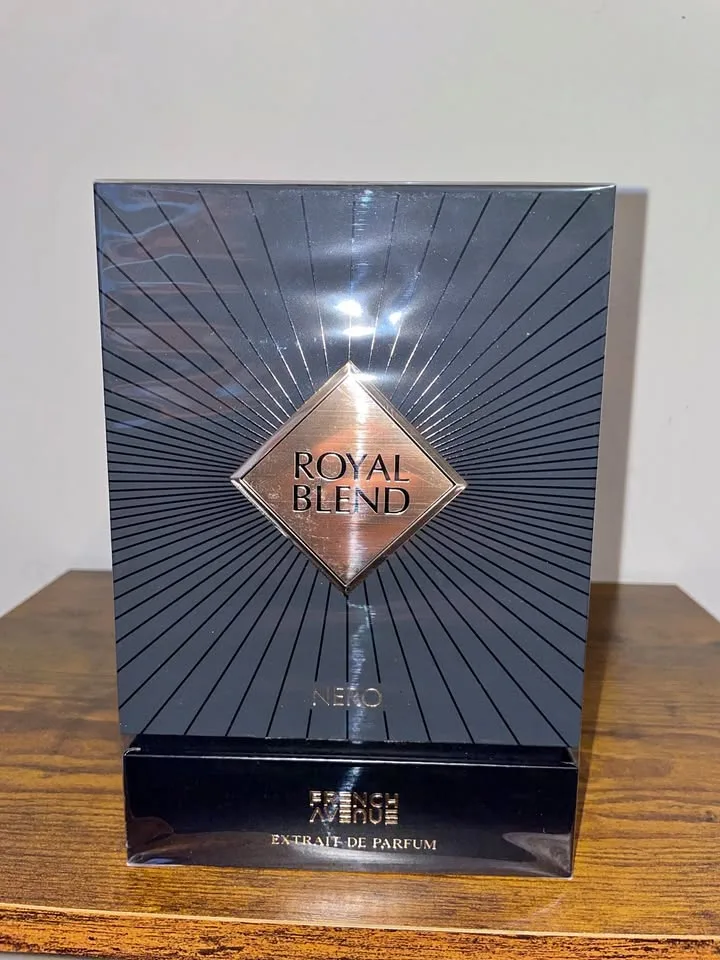 ROYAL
BLEND
NERO
FRENCH
AVENUE
EXTRAIT DE PARFUM